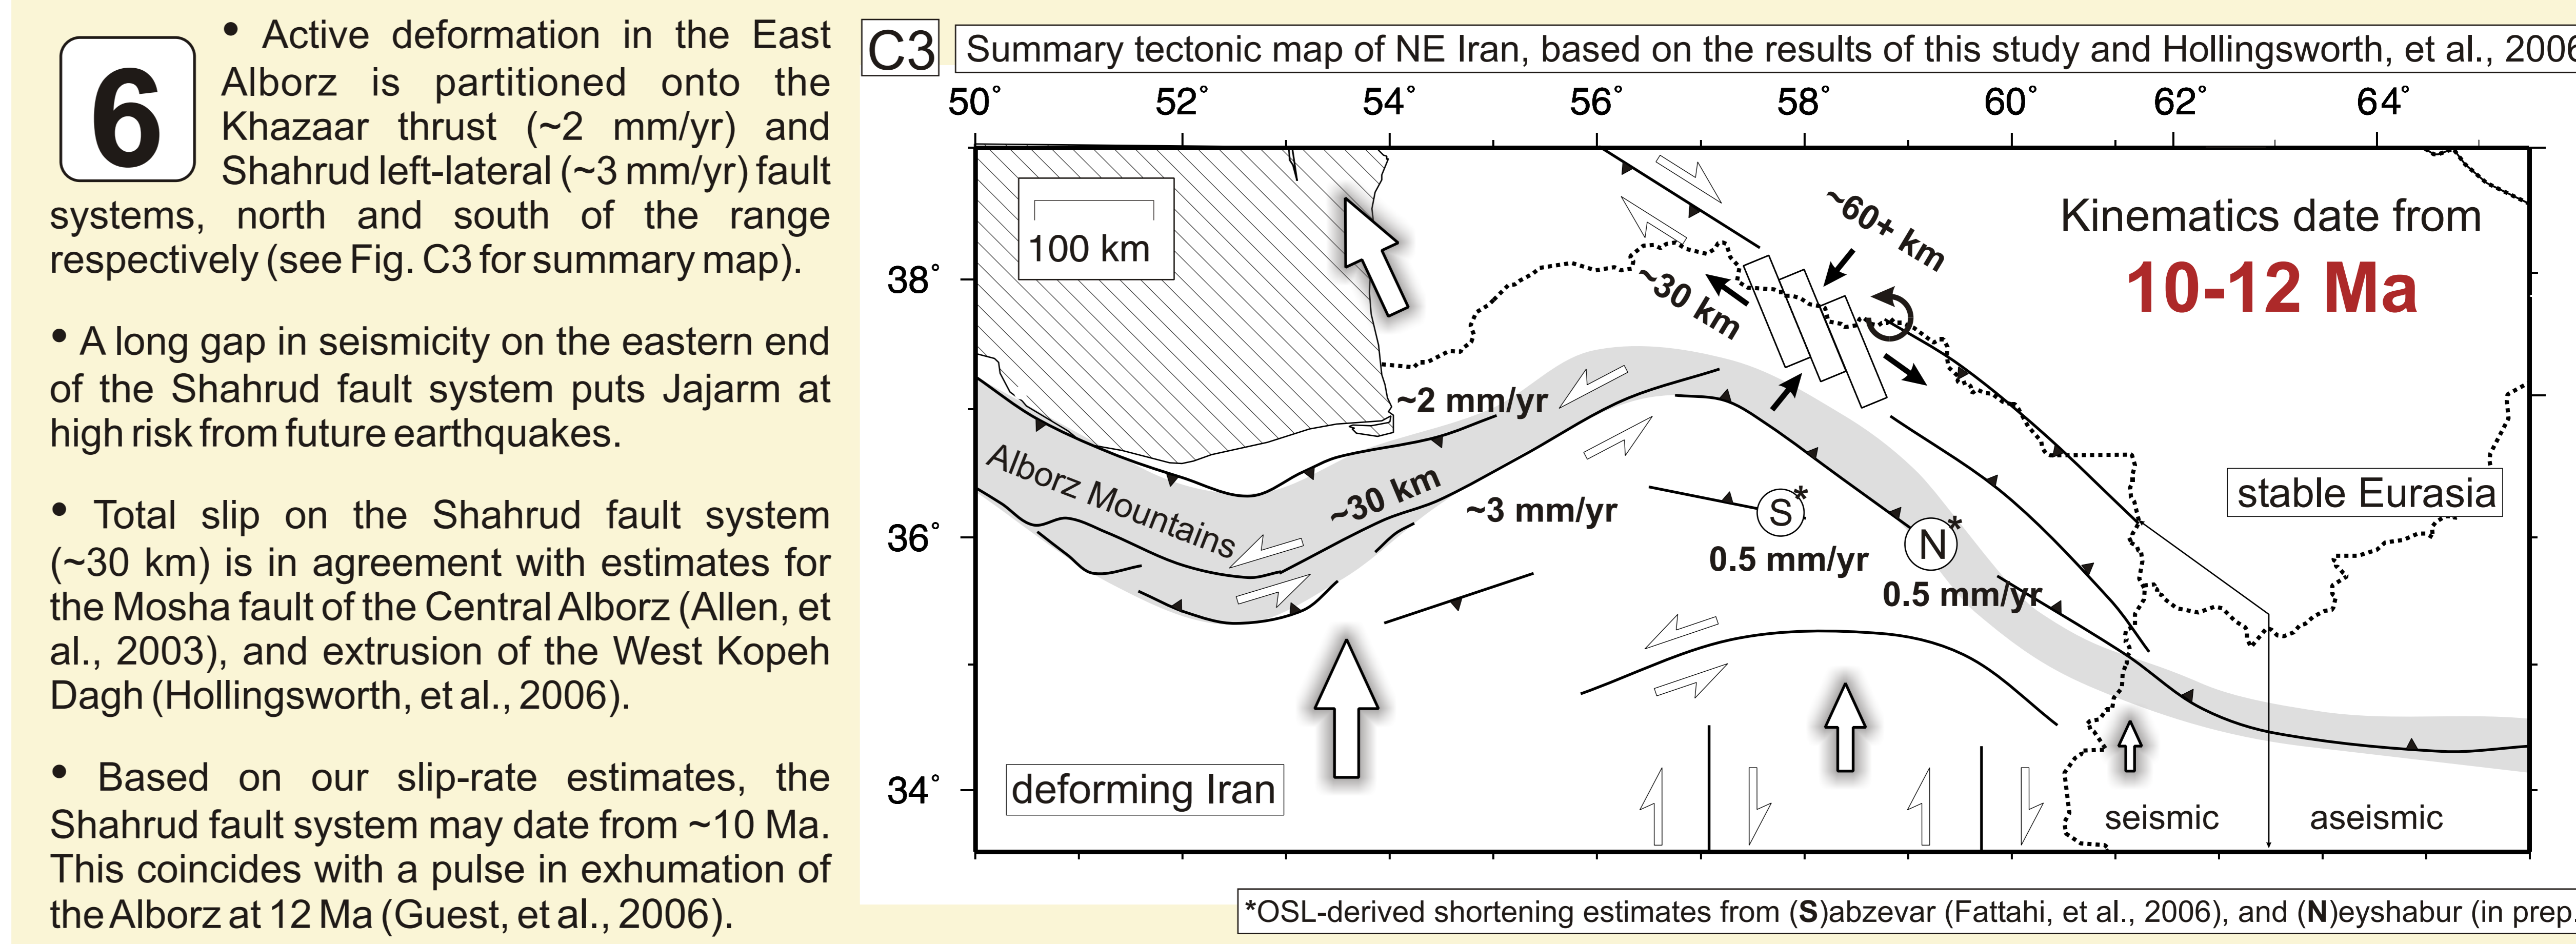 6
• Active deformation in the East
Alborz is partitioned onto the
Khazaar thrust (~2 mm/yr) and
Shahrud left-lateral (~3 mm/yr) fault
systems, north and south of the range
respectively (see Fig. C3 for summary map).
• A long gap in seismicity on the eastern end
of the Shahrud fault system puts Jajarm at
high risk from future earthquakes.
• Total slip on the Shahrud fault system
(~30 km) is in agreement with estimates for
the Mosha fault of the Central Alborz (Allen, et
al., 2003), and extrusion of the West Kopeh
Dagh (Hollingsworth, et al., 2006).
• Based on our slip-rate estimates, the
Shahrud fault system may date from ~10 Ma.
This coincides with a pulse in exhumation of
the Alborz at 12 Ma (Guest, et al., 2006).
C3
Summary tectonic map of NE Iran, based on the results of this study and Hollingsworth, et al., 2006
50° 52° 54° 56° 58° 60° 62° 64°
38°
36°
34°
100 km
~60+ km
~30 km
Kinematics date from
10-12 Ma
~2 mm/yr
Alborz Mountains
~30 km
~3 mm/yr
S*
0.5 mm/yr
N*
0.5 mm/yr
stable Eurasia
deforming Iran
seismic
aseismic
*OSL-derived shortening estimates from (S)abzevar (Fattahi, et al., 2006), and (N)eyshabur (in prep.